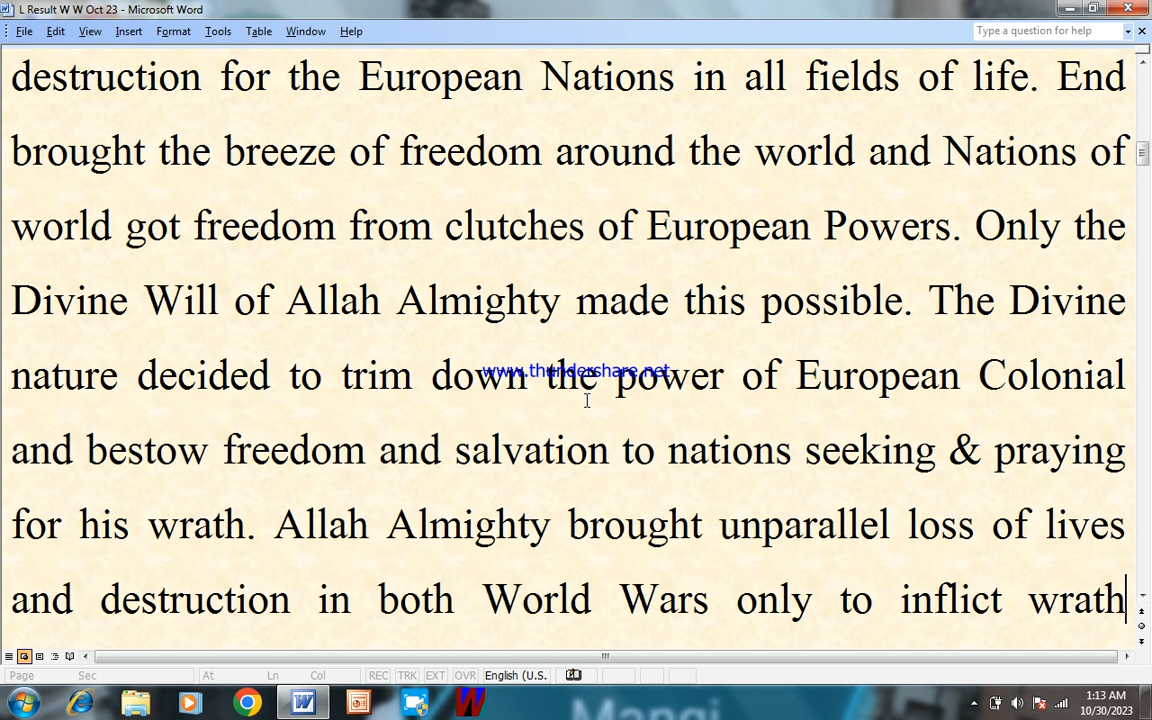 L Result W W Oct 23 - Microsoft Word
File Edit View Insert Format Tools Table Window Help
Type a question for help
destruction for the European Nations in all fields of life. End
brought the breeze of freedom around the world and Nations of
world got freedom from clutches of European Powers. Only the
Divine Will of Allah Almighty made this possible. The Divine
nature decided to trim down the power of European Colonial
www.thundershare.net
and bestow freedom and salvation to nations seeking & praying
for his wrath. Allah Almighty brought unparallel loss of lives
and destruction in both World Wars only to inflict wrath
Page Sec At Ln Col REC TRK EXT OVR English (U.S.
1:13 AM
10/30/2023